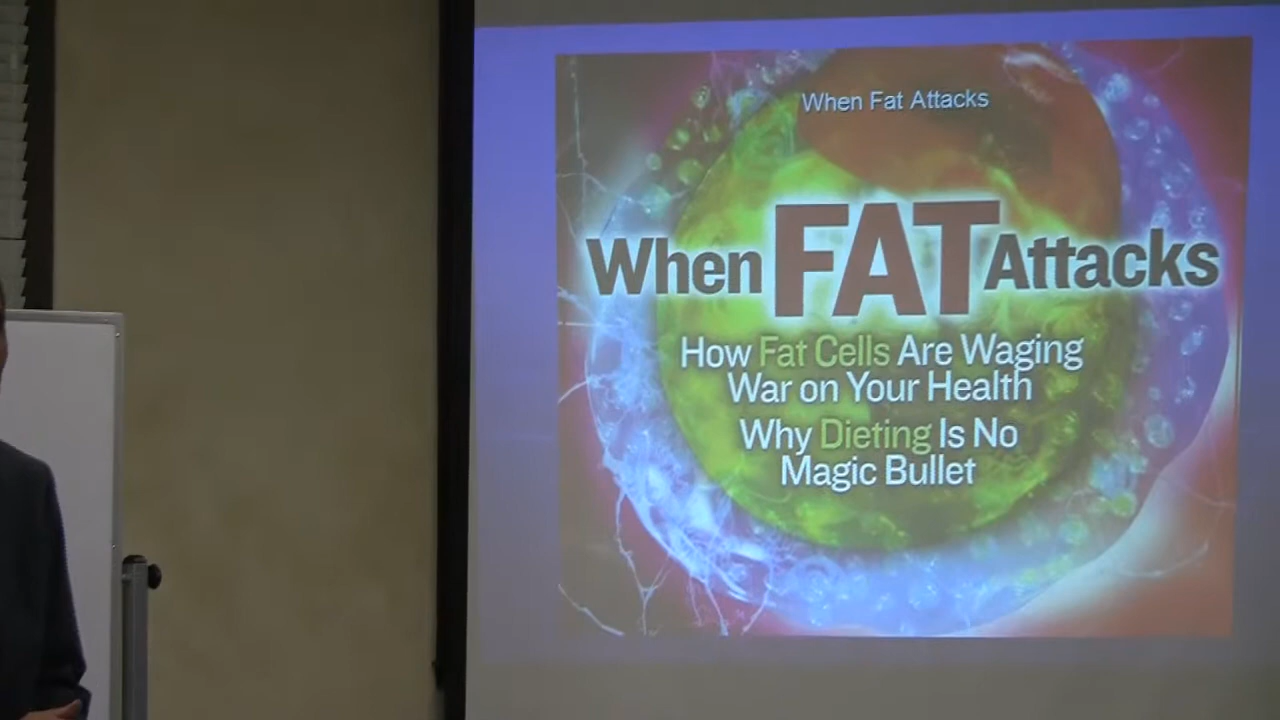 When Fat Attacks
When FAT Attacks
How Fat Cells Are Waging
War on Your Health
Why Dieting Is No
Magic Bullet